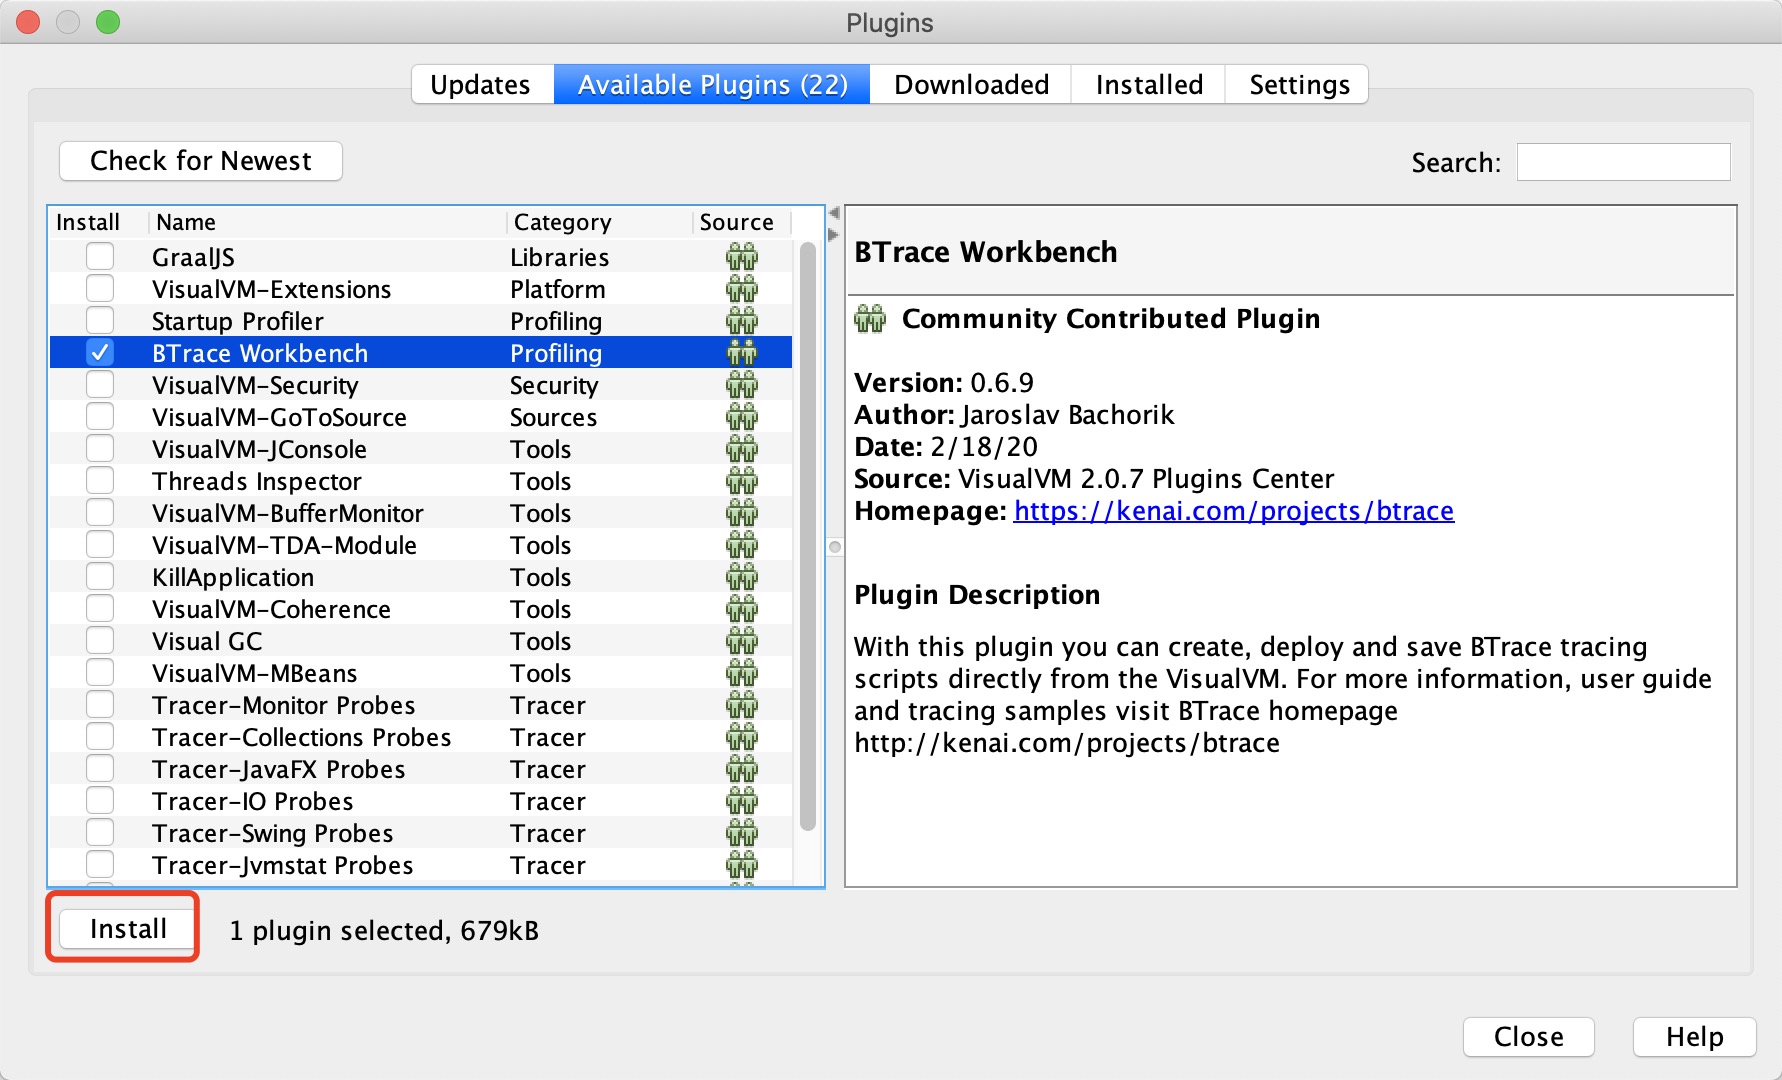 Plugins
Updates Available Plugins (22) Downloaded Installed Settings
Check for Newest Search:
Install Name Category Source
GraalJS Libraries
VisualVM-Extensions Platform
Startup Profiler Profiling
BTrace Workbench Profiling
VisualVM-Security Security
VisualVM-GoToSource Sources
VisualVM-JConsole Tools
Threads Inspector Tools
VisualVM-BufferMonitor Tools
VisualVM-TDA-Module Tools
KillApplication Tools
VisualVM-Coherence Tools
Visual GC Tools
VisualVM-MBeans Tools
Tracer-Monitor Probes Tracer
Tracer-Collections Probes Tracer
Tracer-JavaFX Probes Tracer
Tracer-IO Probes Tracer
Tracer-Swing Probes Tracer
Tracer-Jvmstat Probes Tracer
BTrace Workbench
Community Contributed Plugin
Version: 0.6.9
Author: Jaroslav Bachorik
Date: 2/18/20
Source: VisualVM 2.0.7 Plugins Center
Homepage: https://kenai.com/projects/btrace
Plugin Description
With this plugin you can create, deploy and save BTrace tracing
scripts directly from the VisualVM. For more information, user guide
and tracing samples visit BTrace homepage
http://kenai.com/projects/btrace
Install 1 plugin selected, 679kB
Close Help